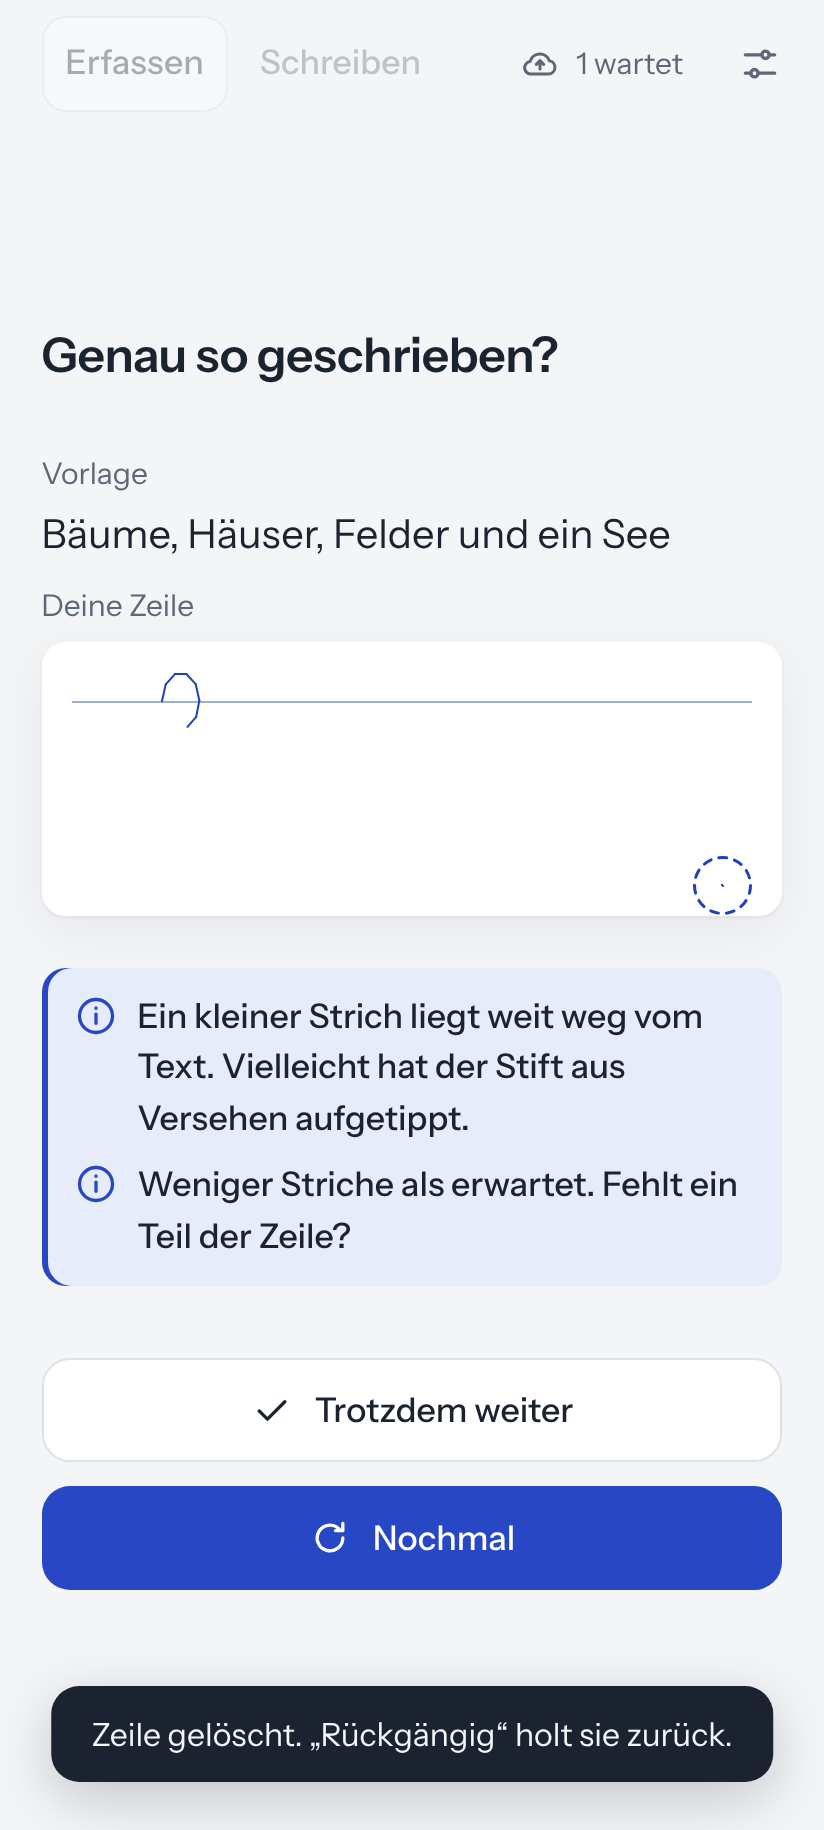 Erfassen Schreiben 1 wartet
Genau so geschrieben?
Vorlage
Bäume, Häuser, Felder und ein See
Deine Zeile
Ein kleiner Strich liegt weit weg vom
Text. Vielleicht hat der Stift aus
Versehen aufgetippt.
Weniger Striche als erwartet. Fehlt ein
Teil der Zeile?
Trotzdem weiter
Nochmal
Zeile gelöscht. „Rückgängig“ holt sie zurück.